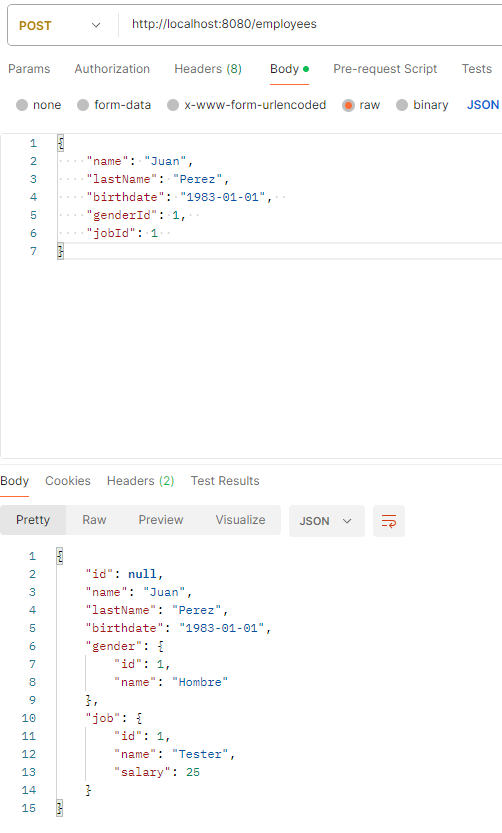 POST http://localhost:8080/employees
Params Authorization Headers (8) Body Pre-request Script Tests
none form-data x-www-form-urlencoded raw binary JSON
1 {
2 "name": "Juan",
3 "lastName": "Perez",
4 "birthdate": "1983-01-01",
5 "genderId": 1,
6 "jobId": 1
7 }
Body Cookies Headers (2) Test Results
Pretty Raw Preview Visualize JSON
1 {
2 "id": null,
3 "name": "Juan",
4 "lastName": "Perez",
5 "birthdate": "1983-01-01",
6 "gender": {
7 "id": 1,
8 "name": "Hombre"
9 },
10 "job": {
11 "id": 1,
12 "name": "Tester",
13 "salary": 25
14 }
15 }